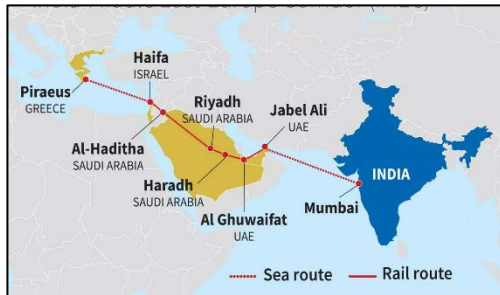 Haifa
ISRAEL
Piraeus
GREECE
Riyadh
SAUDI ARABIA
Jabel Ali
UAE
Al-Haditha
SAUDI ARABIA
Haradh
SAUDI ARABIA
Al Ghuwaifat
UAE
INDIA
Mumbai
Sea route
Rail route